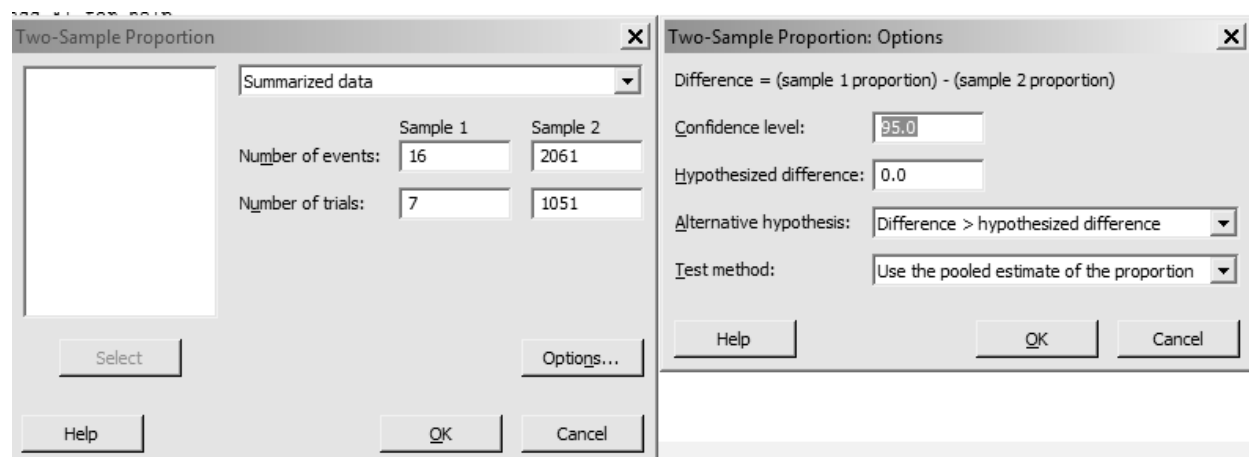 Two-Sample Proportion
Summarized data
Sample 1 Sample 2
Number of events: 16 2061
Number of trials: 7 1051
Select
Options...
Help OK Cancel
Two-Sample Proportion: Options
Difference = (sample 1 proportion) - (sample 2 proportion)
Confidence level: 95.0
Hypothesized difference: 0.0
Alternative hypothesis: Difference > hypothesized difference
Test method: Use the pooled estimate of the proportion
Help OK Cancel